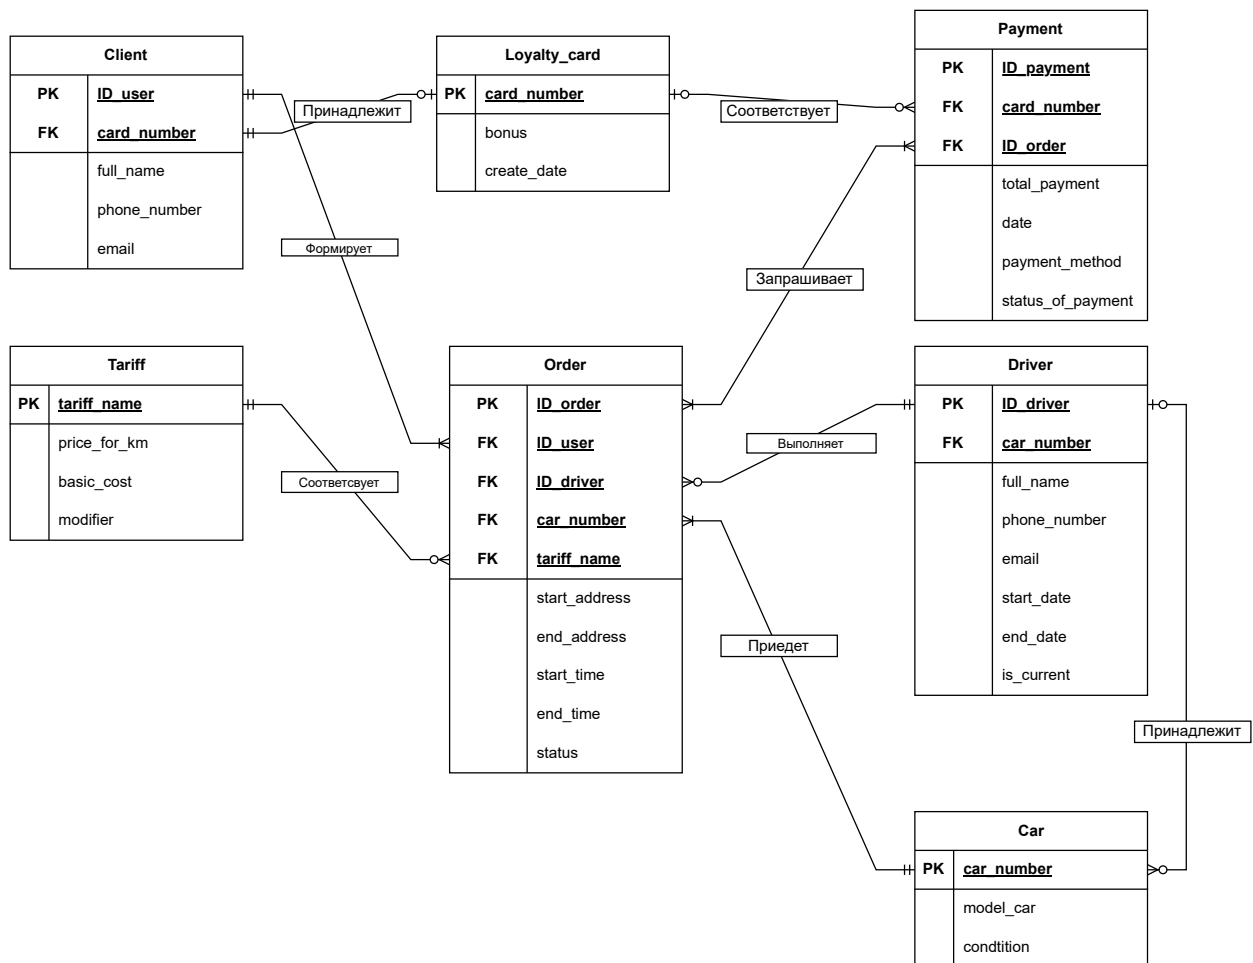 Client
PK ID_user
FK card_number
full_name
phone_number
email
Loyalty_card
PK card_number
bonus
create_date
Payment
PK ID_payment
FK card_number
FK ID_order
total_payment
date
payment_method
status_of_payment
Принадлежит
Соответствует
Формирует
Запрашивает
Tariff
PK tariff_name
price_for_km
basic_cost
modifier
Соответсвует
Order
PK ID_order
FK ID_user
FK ID_driver
FK car_number
FK tariff_name
start_address
end_address
start_time
end_time
status
Выполняет
Приедет
Driver
PK ID_driver
FK car_number
full_name
phone_number
email
start_date
end_date
is_current
Принадлежит
Car
PK car_number
model_car
condtition